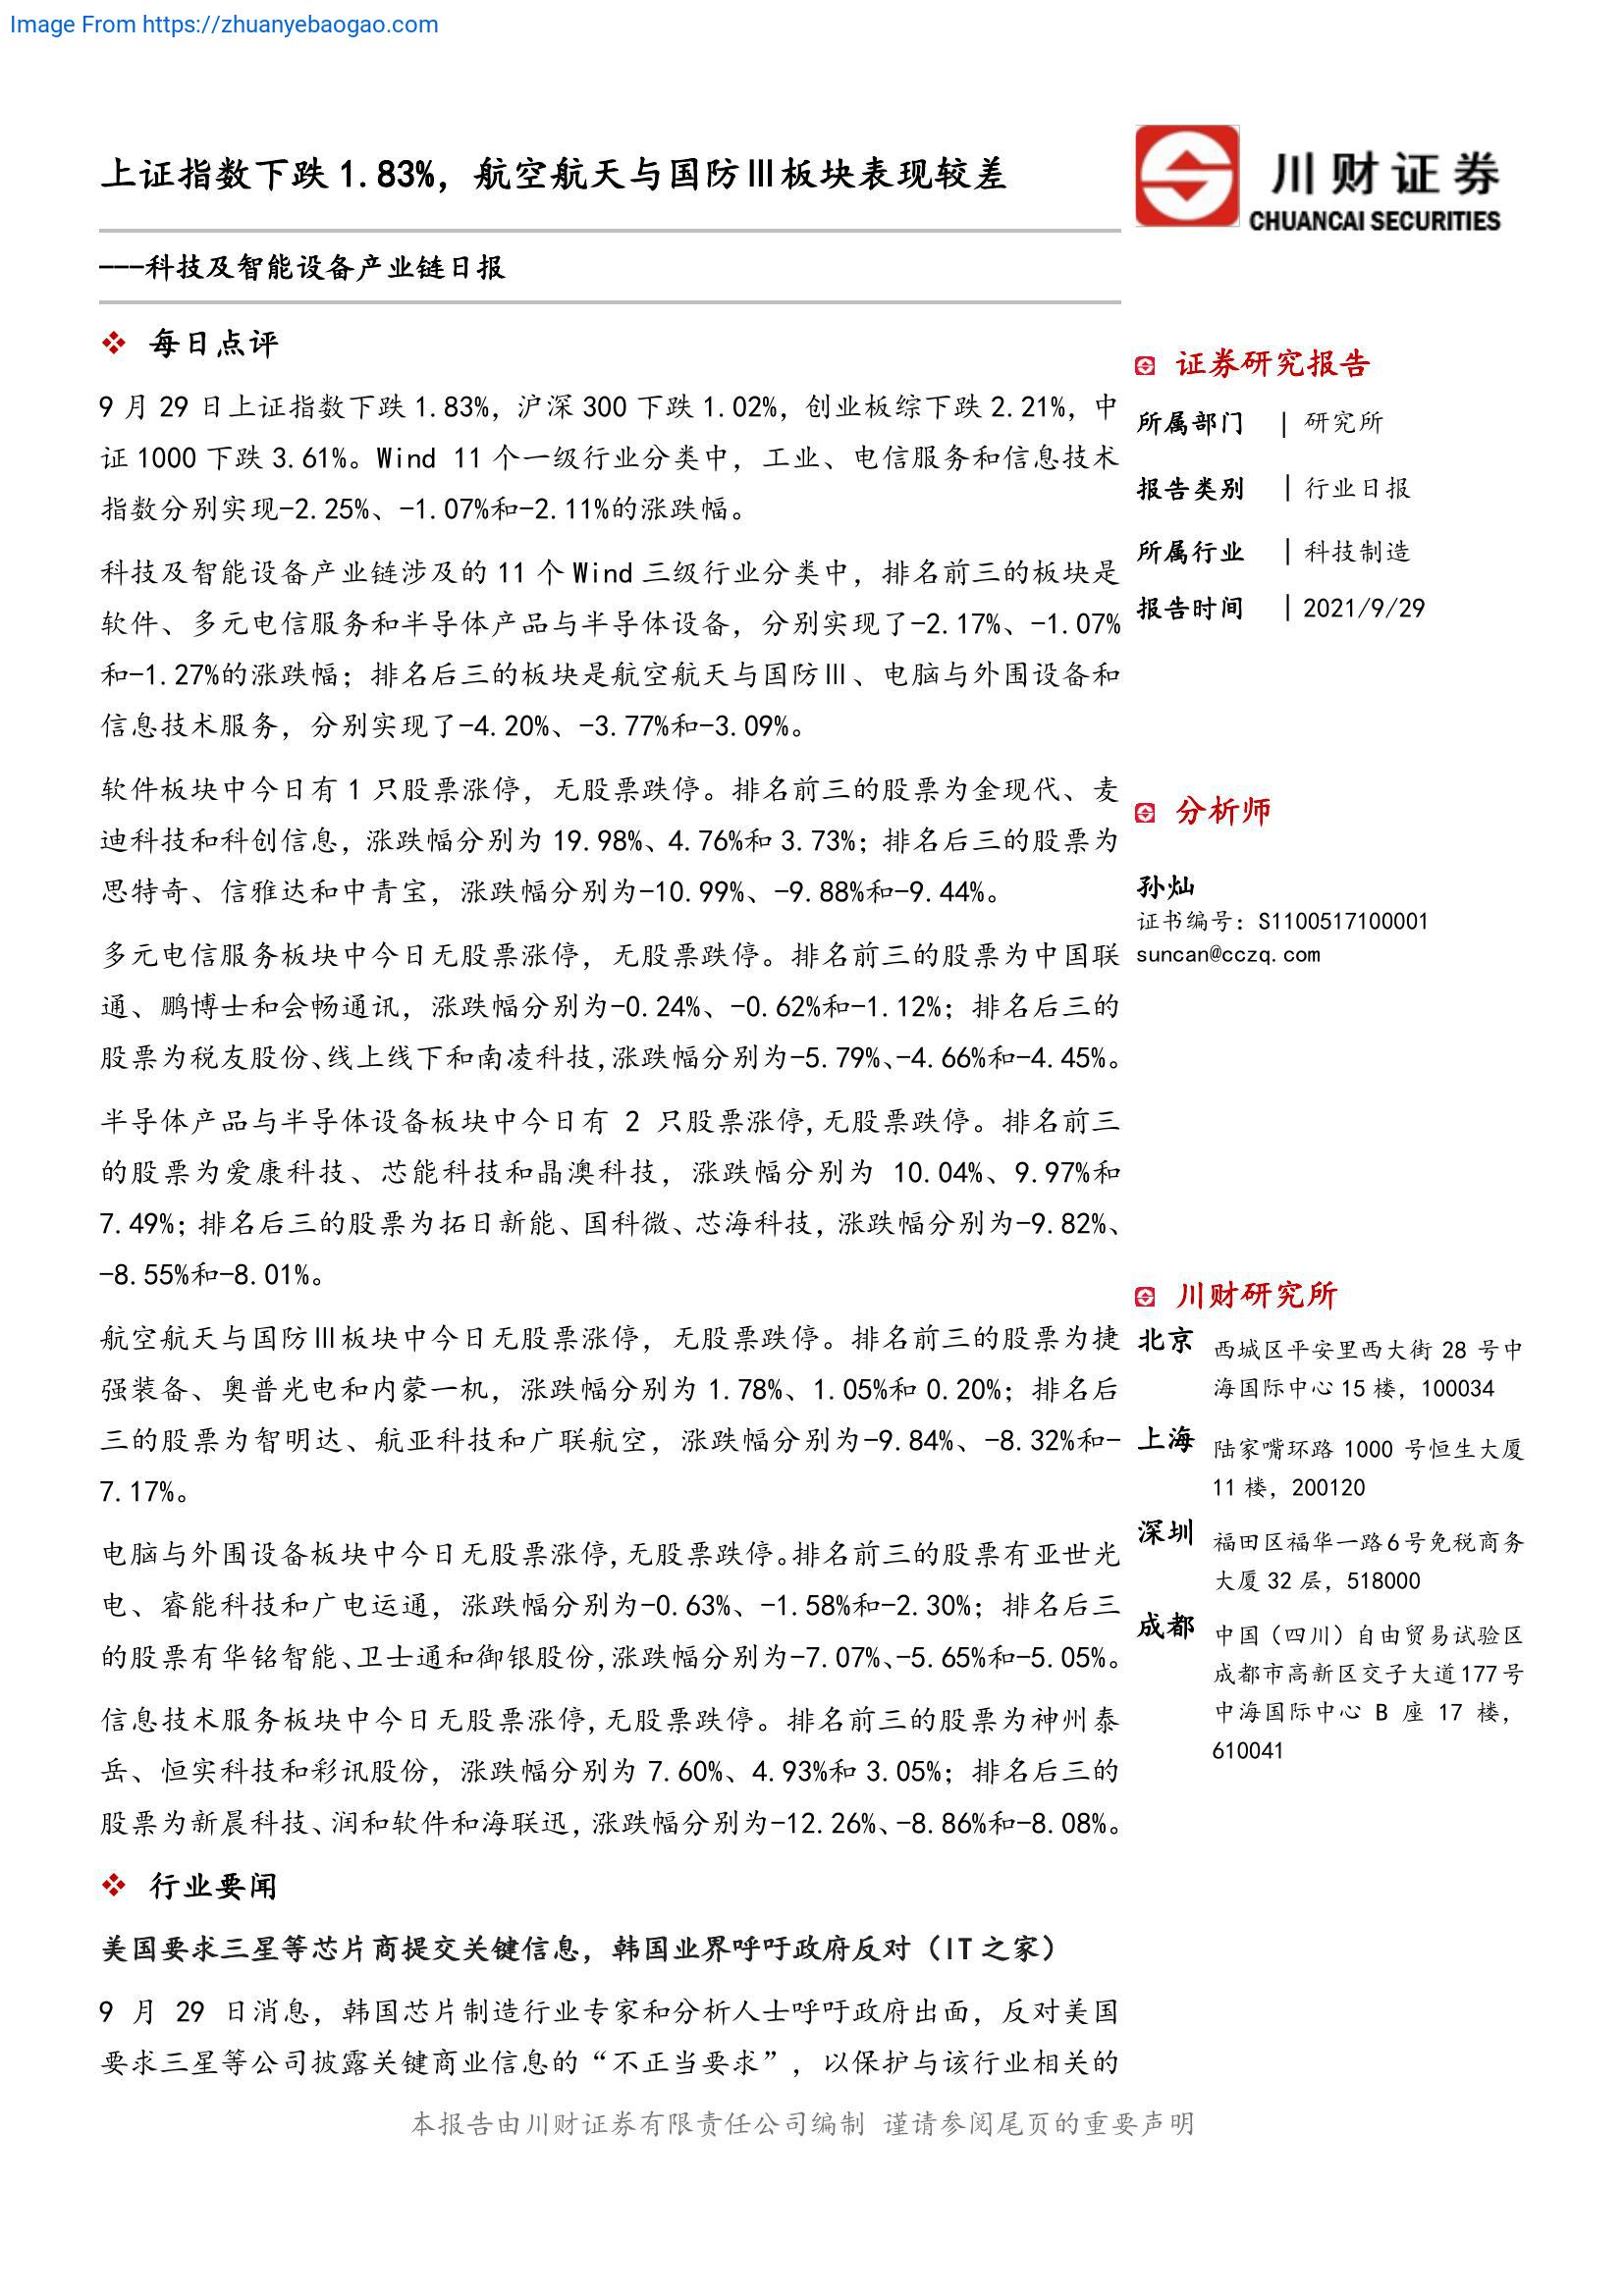 Image From https://zhuanyebaogao.com
上证指数下跌 1.83%，航空航天与国防Ⅲ板块表现较差
川财证券
CHUANCAI SECURITIES
---科技及智能设备产业链日报
每日点评
9 月 29 日上证指数下跌 1.83%，沪深 300 下跌 1.02%，创业板综下跌 2.21%，中
证 1000 下跌 3.61%。Wind 11 个一级行业分类中，工业、电信服务和信息技术
指数分别实现-2.25%、-1.07%和-2.11%的涨跌幅。
科技及智能设备产业链涉及的 11 个 Wind 三级行业分类中，排名前三的板块是
软件、多元电信服务和半导体产品与半导体设备，分别实现了-2.17%、-1.07%
和-1.27%的涨跌幅；排名后三的板块是航空航天与国防Ⅲ、电脑与外围设备和
信息技术服务，分别实现了-4.20%、-3.77%和-3.09%。
软件板块中今日有 1 只股票涨停，无股票跌停。排名前三的股票为金现代、麦
迪科技和科创信息，涨跌幅分别为 19.98%、4.76%和 3.73%；排名后三的股票为
思特奇、信雅达和中青宝，涨跌幅分别为-10.99%、-9.88%和-9.44%。
多元电信服务板块中今日无股票涨停，无股票跌停。排名前三的股票为中国联
通、鹏博士和会畅通讯，涨跌幅分别为-0.24%、-0.62%和-1.12%；排名后三的
股票为税友股份、线上线下和南凌科技，涨跌幅分别为-5.79%、-4.66%和-4.45%。
半导体产品与半导体设备板块中今日有 2 只股票涨停，无股票跌停。排名前三
的股票为爱康科技、芯能科技和晶澳科技，涨跌幅分别为 10.04%、9.97%和
7.49%；排名后三的股票为拓日新能、国科微、芯海科技，涨跌幅分别为-9.82%、
-8.55%和-8.01%。
航空航天与国防Ⅲ板块中今日无股票涨停，无股票跌停。排名前三的股票为捷
强装备、奥普光电和内蒙一机，涨跌幅分别为 1.78%、1.05%和 0.20%；排名后
三的股票为智明达、航亚科技和广联航空，涨跌幅分别为-9.84%、-8.32%和-
7.17%。
电脑与外围设备板块中今日无股票涨停，无股票跌停。排名前三的股票有亚世光
电、睿能科技和广电运通，涨跌幅分别为-0.63%、-1.58%和-2.30%；排名后三
的股票有华铭智能、卫士通和御银股份，涨跌幅分别为-7.07%、-5.65%和-5.05%。
信息技术服务板块中今日无股票涨停，无股票跌停。排名前三的股票为神州泰
岳、恒实科技和彩讯股份，涨跌幅分别为 7.60%、4.93%和 3.05%；排名后三的
股票为新晨科技、润和软件和海联迅，涨跌幅分别为-12.26%、-8.86%和-8.08%。
行业要闻
美国要求三星等芯片商提交关键信息，韩国业界呼吁政府反对（IT 之家）
9 月 29 日消息，韩国芯片制造行业专家和分析人士呼吁政府出面，反对美国
要求三星等公司披露关键商业信息的“不正当要求”，以保护与该行业相关的
证券研究报告
所属部门 | 研究所
报告类别 | 行业日报
所属行业 | 科技制造
报告时间 | 2021/9/29
分析师
孙灿
证书编号：S1100517100001
suncan@cczq.com
川财研究所
北京 西城区平安里西大街 28 号中
海国际中心 15 楼，100034
上海 陆家嘴环路 1000 号恒生大厦
11 楼，200120
深圳 福田区福华一路 6 号免税商务
大厦 32 层，518000
成都 中国（四川）自由贸易试验区
成都市高新区交子大道 177 号
中海国际中心 B 座 17 楼，
610041
本报告由川财证券有限责任公司编制 谨请参阅尾页的重要声明